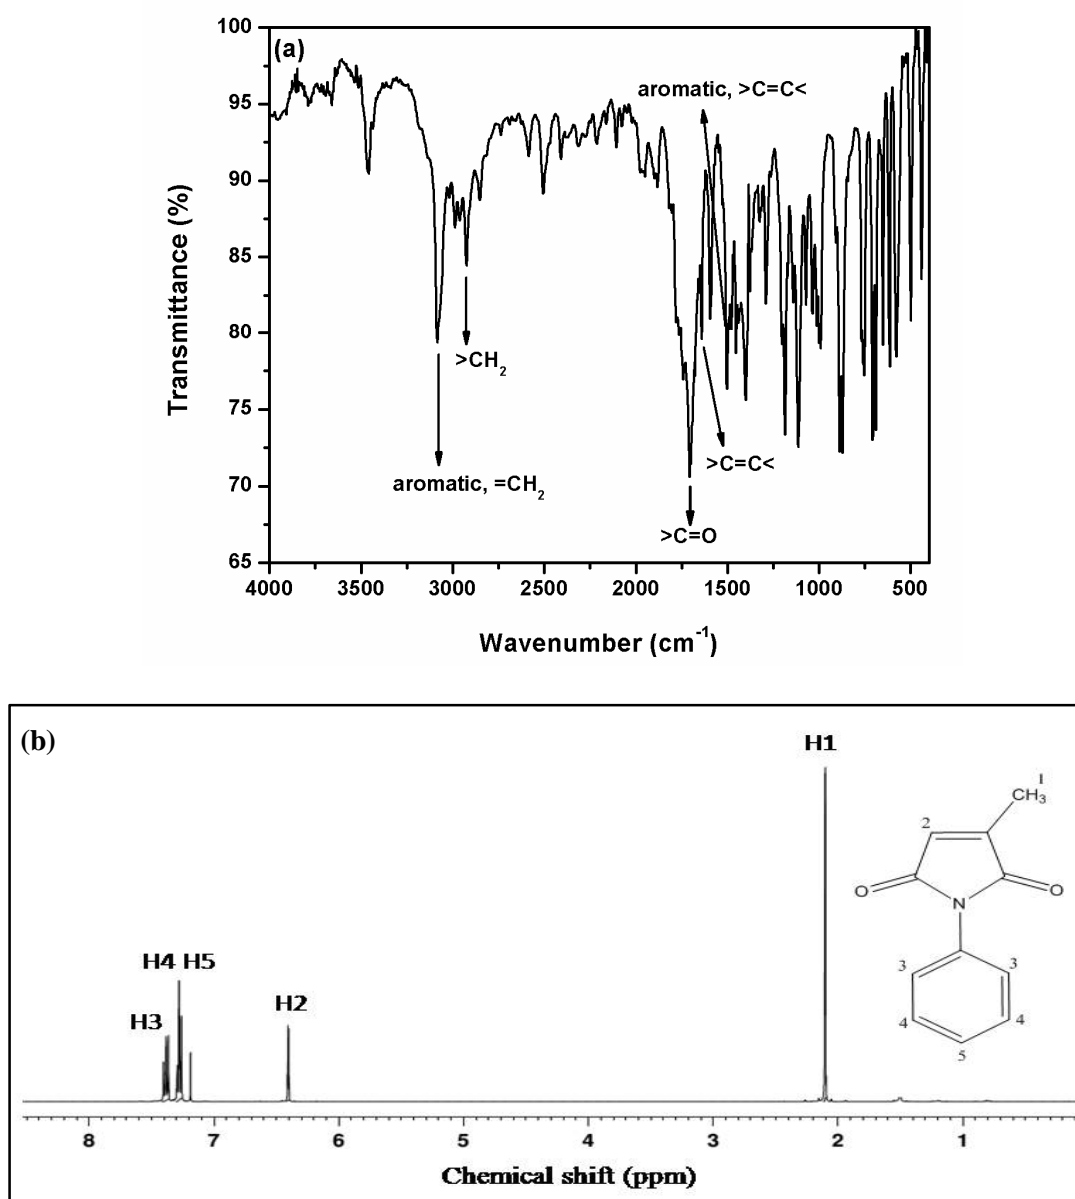 (a)
100
95
90
85
80
75
70
65
Transmittance (%)
aromatic, >C=C<
>CH₂
aromatic, =CH₂
>C=C<
>C=O
4000 3500 3000 2500 2000 1500 1000 500
Wavenumber (cm⁻¹)
(b)
H1
1
CH₃
2
O
O
N
3
3
4
4
5
H4 H5
H3
H2
8 7 6 5 4 3 2 1
Chemical shift (ppm)